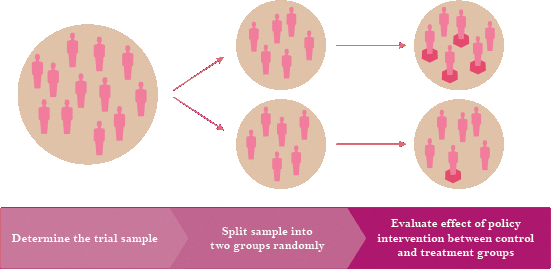 Determine the trial sample
Split sample into
two groups randomly
Evaluate effect of policy
intervention between control
and treatment groups